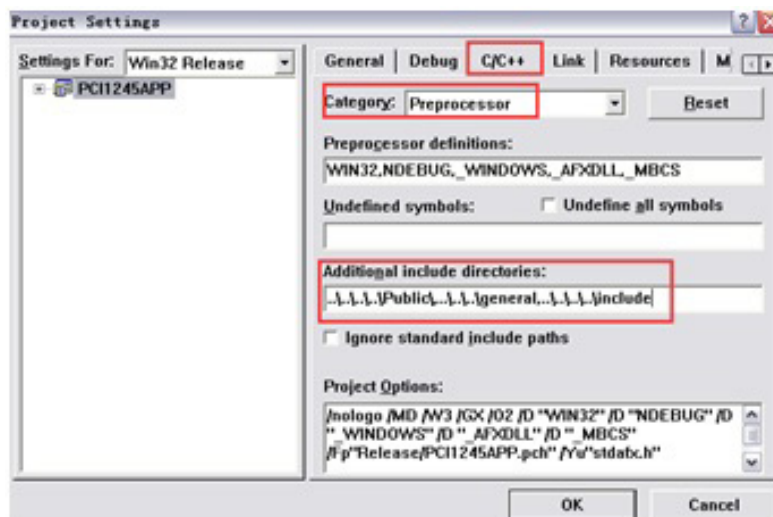 Project Settings
Settings For: Win32 Release
PCI1245APP
General Debug C/C++ Link Resources M
Category: Preprocessor
Reset
Preprocessor definitions:
WIN32,NDEBUG,_WINDOWS,_AFXDLL,_MBCS
Undefined symbols: Undefine all symbols
Additional include directories:
..\..\..\..\Public\,..\..\..\general,..\..\..\..\include
Ignore standard include paths
Project Options:
/nologo /MD /W3 /GX /O2 /D "WIN32" /D "NDEBUG" /D
"_WINDOWS" /D "_AFXDLL" /D "_MBCS"
/Fp"Release/PCI1245APP.pch" /Yu"stdafx.h"
OK Cancel